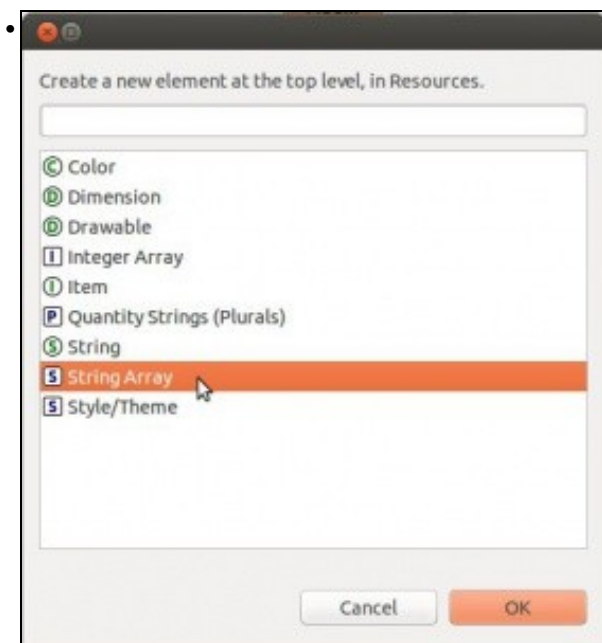 Create a new element at the top level, in Resources.
C Color
D Dimension
D Drawable
I Integer Array
I Item
P Quantity Strings (Plurals)
S String
S String Array
S Style/Theme
Cancel OK